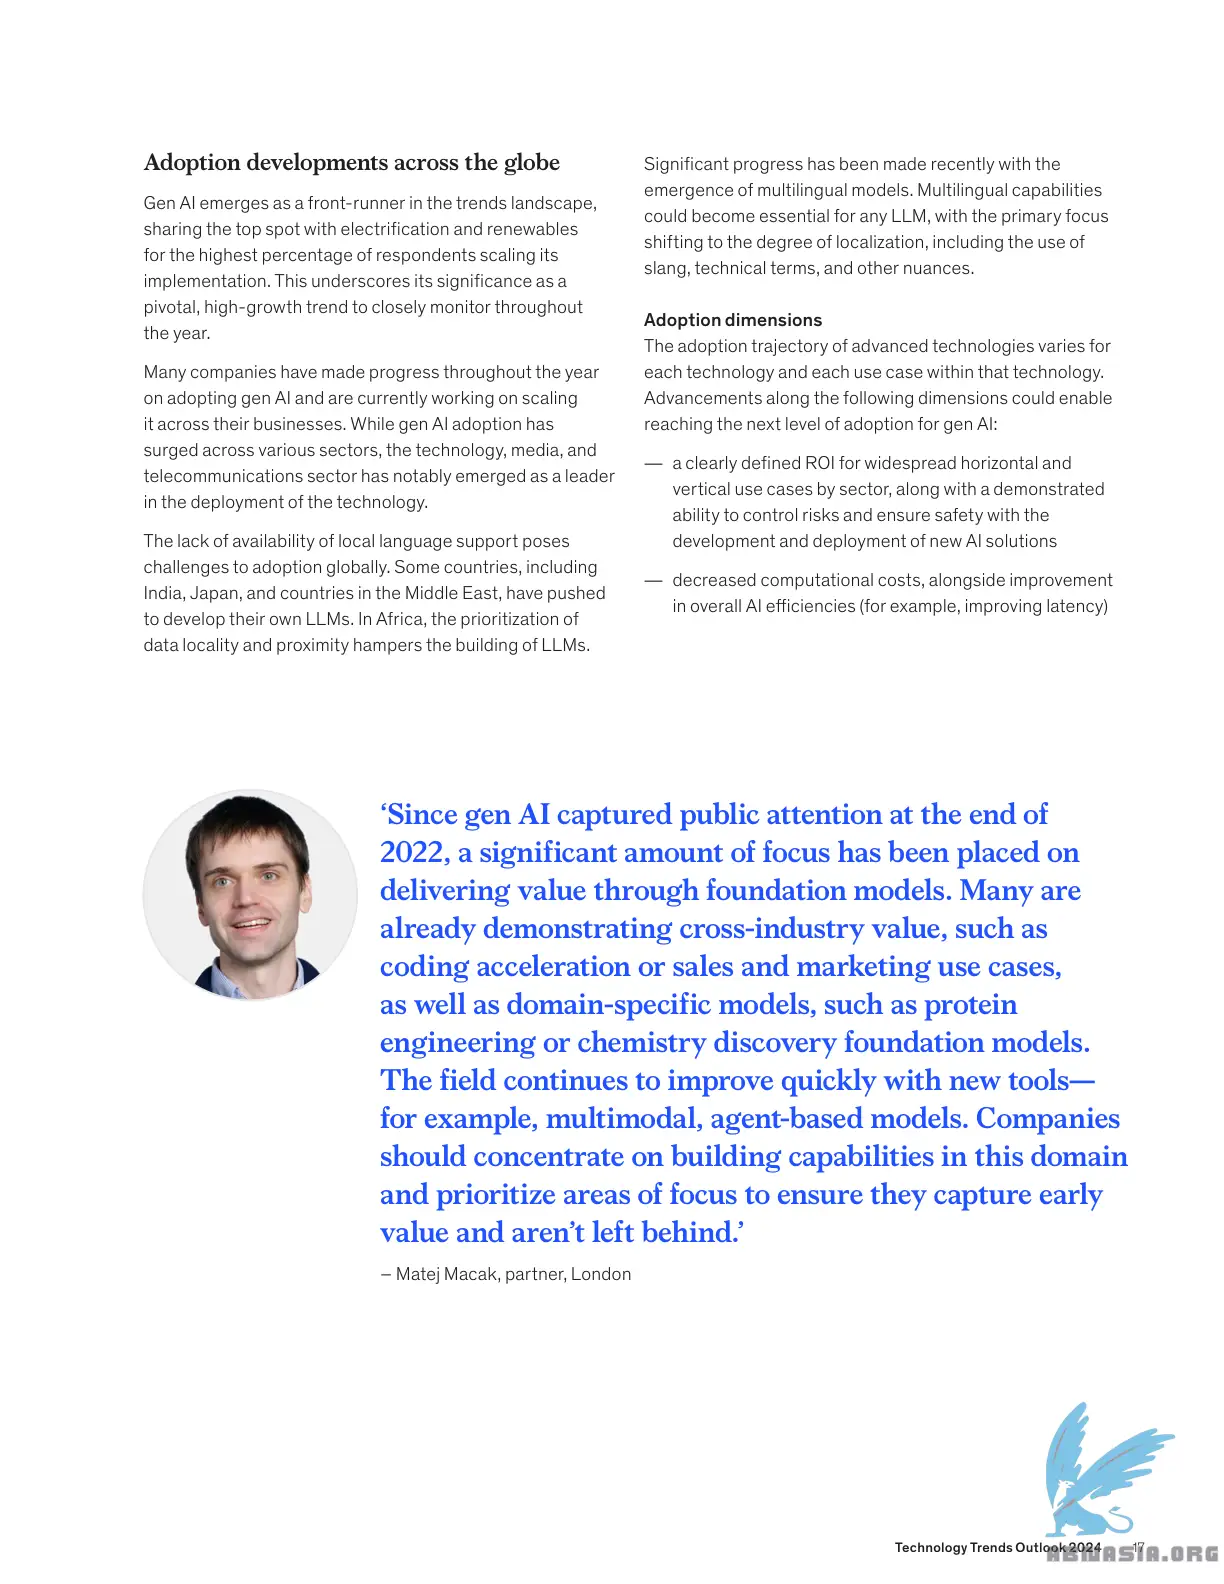 Adoption developments across the globe
Gen AI emerges as a front-runner in the trends landscape,
sharing the top spot with electrification and renewables
for the highest percentage of respondents scaling its
implementation. This underscores its significance as a
pivotal, high-growth trend to closely monitor throughout
the year.
Many companies have made progress throughout the year
on adopting gen AI and are currently working on scaling
it across their businesses. While gen AI adoption has
surged across various sectors, the technology, media, and
telecommunications sector has notably emerged as a leader
in the deployment of the technology.
The lack of availability of local language support poses
challenges to adoption globally. Some countries, including
India, Japan, and countries in the Middle East, have pushed
to develop their own LLMs. In Africa, the prioritization of
data locality and proximity hampers the building of LLMs.
Significant progress has been made recently with the
emergence of multilingual models. Multilingual capabilities
could become essential for any LLM, with the primary focus
shifting to the degree of localization, including the use of
slang, technical terms, and other nuances.
Adoption dimensions
The adoption trajectory of advanced technologies varies for
each technology and each use case within that technology.
Advancements along the following dimensions could enable
reaching the next level of adoption for gen AI:
— a clearly defined ROI for widespread horizontal and
vertical use cases by sector, along with a demonstrated
ability to control risks and ensure safety with the
development and deployment of new AI solutions
— decreased computational costs, alongside improvement
in overall AI efficiencies (for example, improving latency)
‘Since gen AI captured public attention at the end of
2022, a significant amount of focus has been placed on
delivering value through foundation models. Many are
already demonstrating cross-industry value, such as
coding acceleration or sales and marketing use cases,
as well as domain-specific models, such as protein
engineering or chemistry discovery foundation models.
The field continues to improve quickly with new tools—
for example, multimodal, agent-based models. Companies
should concentrate on building capabilities in this domain
and prioritize areas of focus to ensure they capture early
value and aren’t left behind.’
– Matej Macak, partner, London
Technology Trends Outlook 2024 17
ABWASIA.ORG